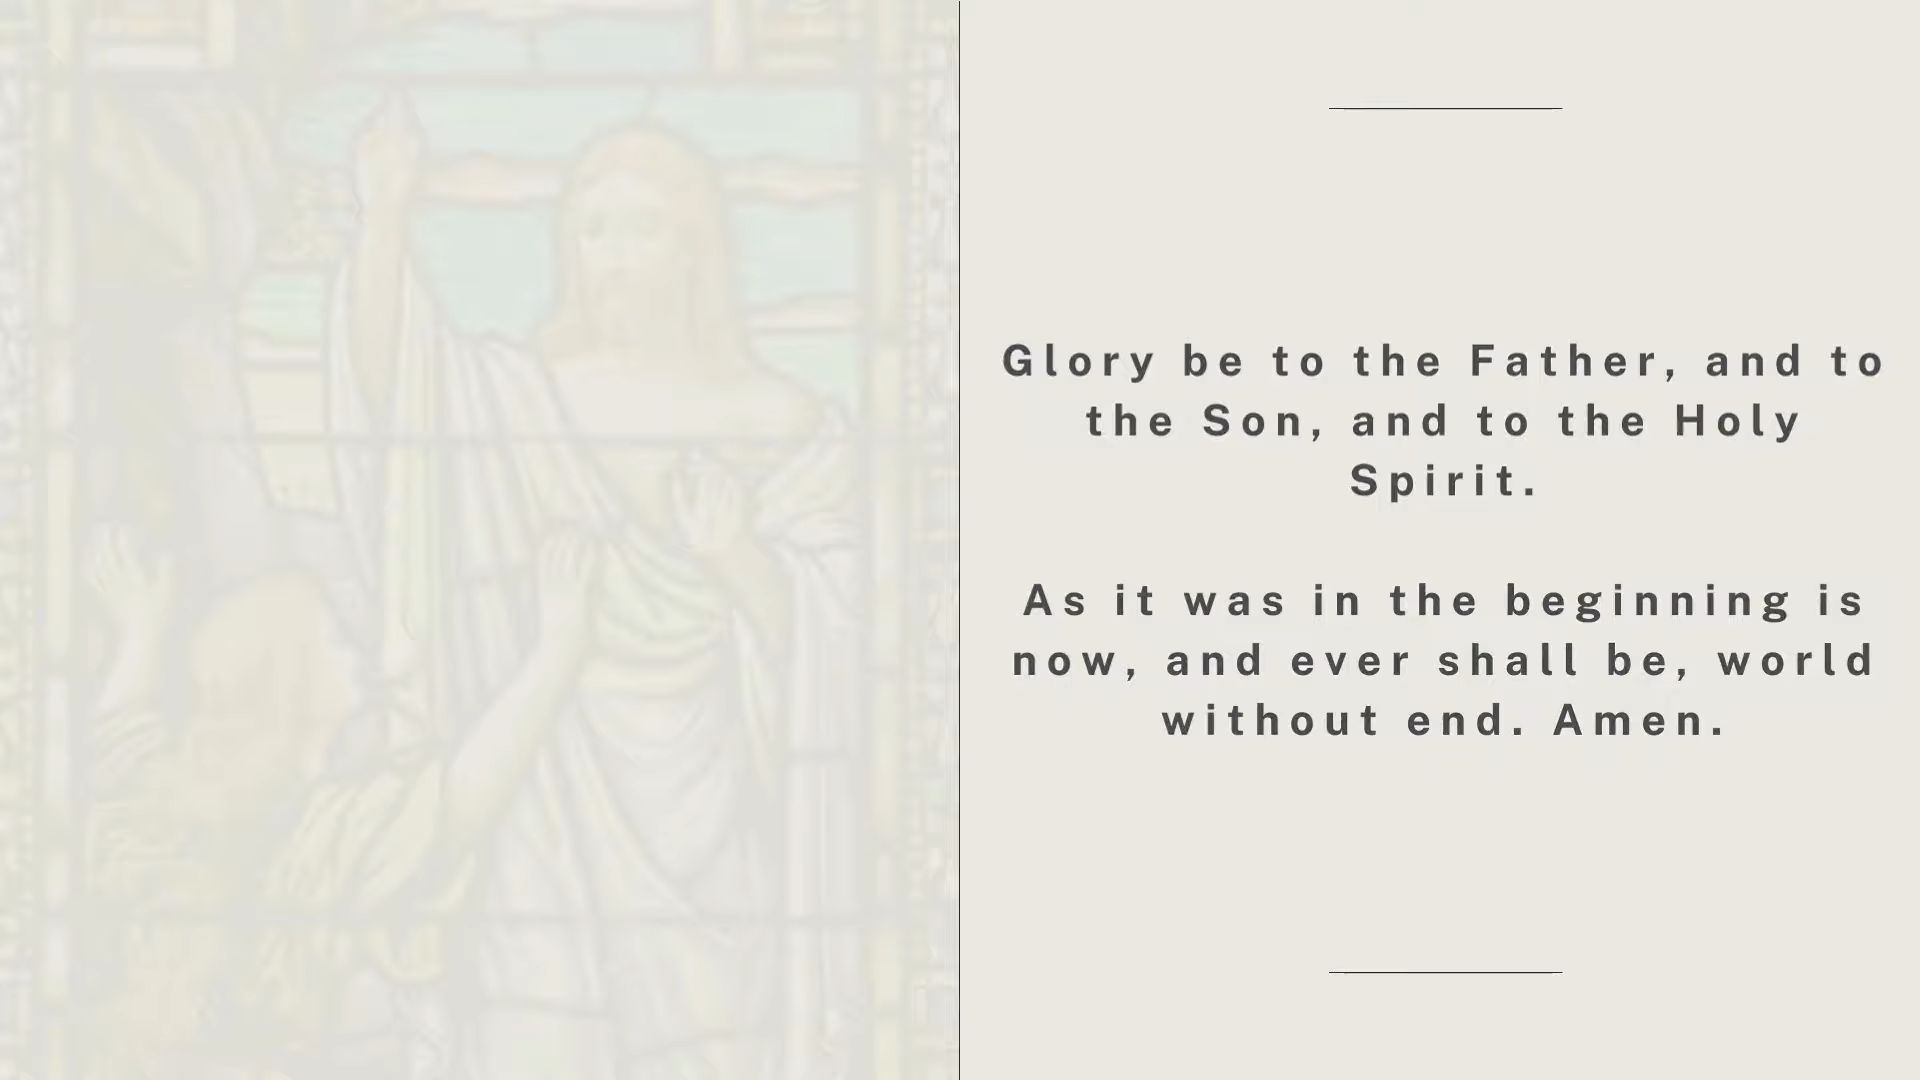 Glory be to the Father, and to
the Son, and to the Holy
Spirit.
As it was in the beginning is
now, and ever shall be, world
without end. Amen.